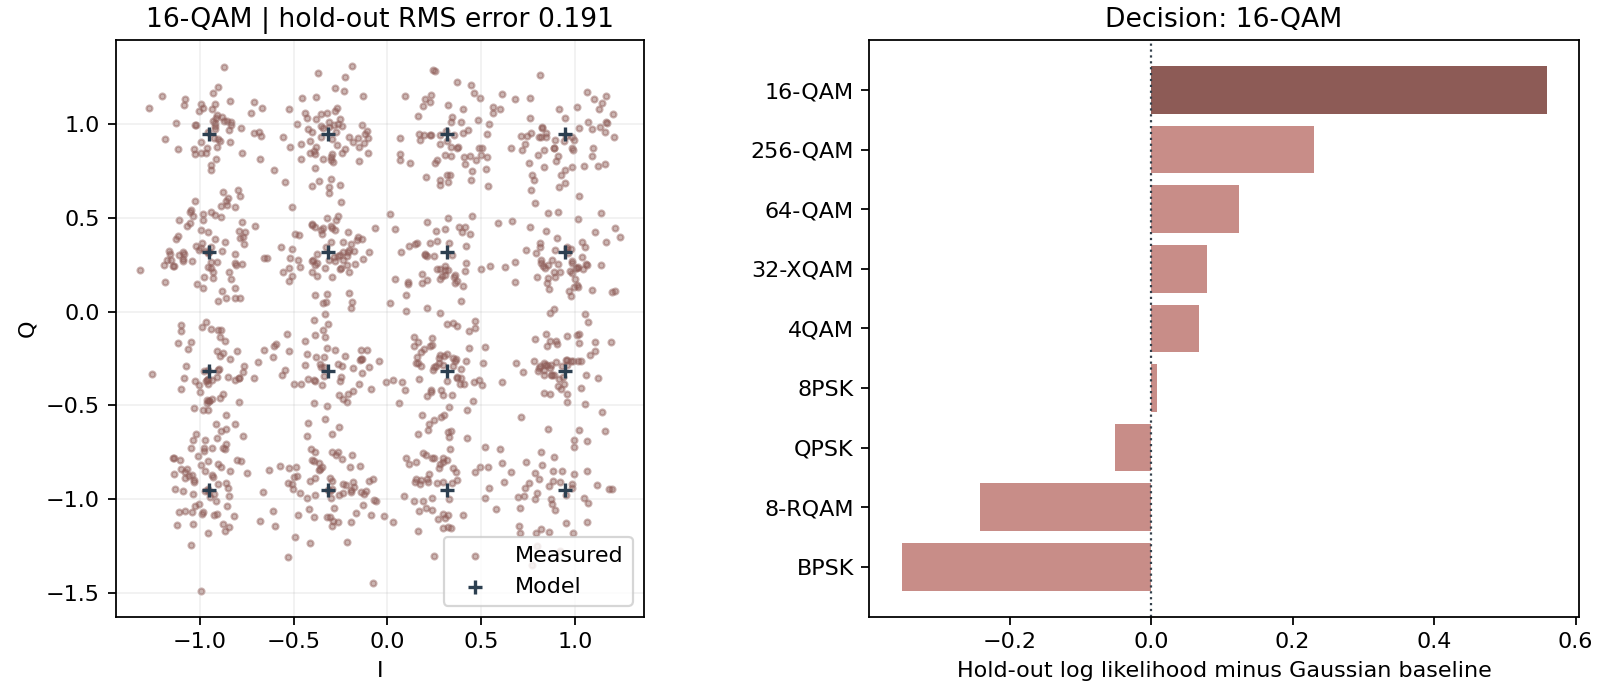 16-QAM | hold-out RMS error 0.191
1.0
0.5
0.0
−0.5
−1.0
−1.5
Q
−1.0 −0.5 0.0 0.5 1.0
I
Measured
Model
Decision: 16-QAM
16-QAM
256-QAM
64-QAM
32-XQAM
4QAM
8PSK
QPSK
8-RQAM
BPSK
−0.2 0.0 0.2 0.4 0.6
Hold-out log likelihood minus Gaussian baseline